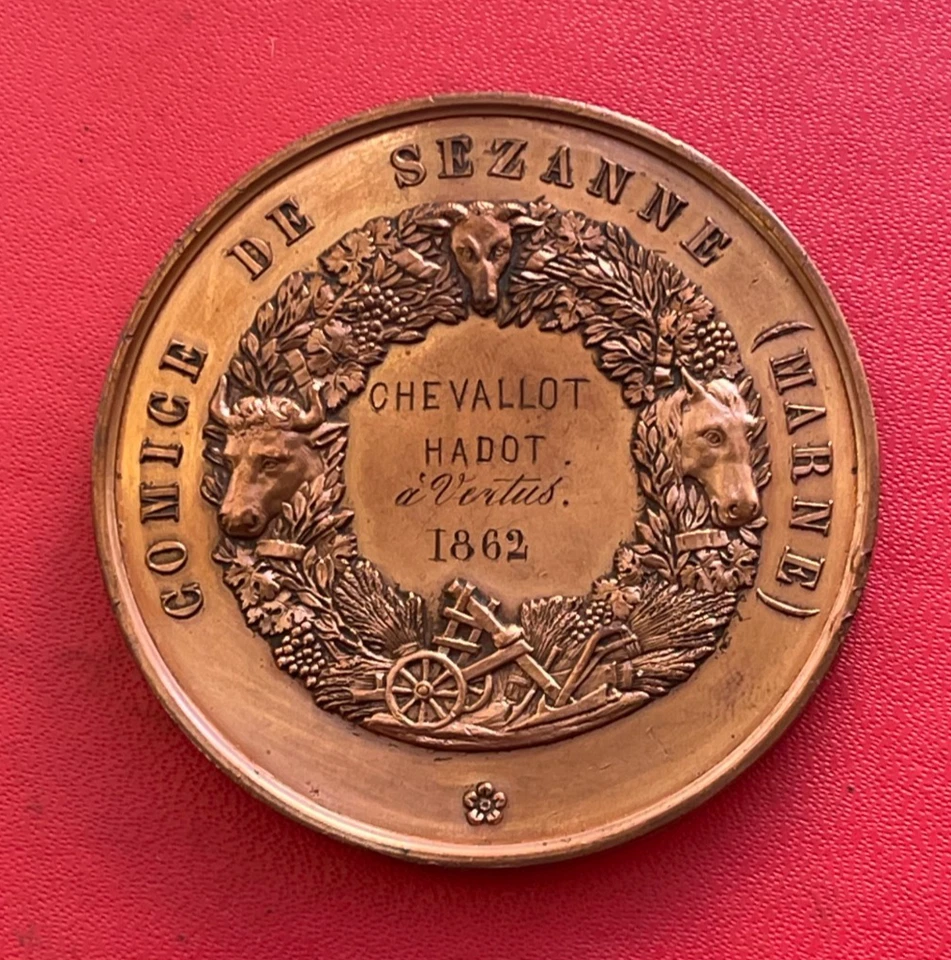 COMICE DE SEZANNE (MARNE)
CHEVALLOT
HADOT.
à Vertus.
1862